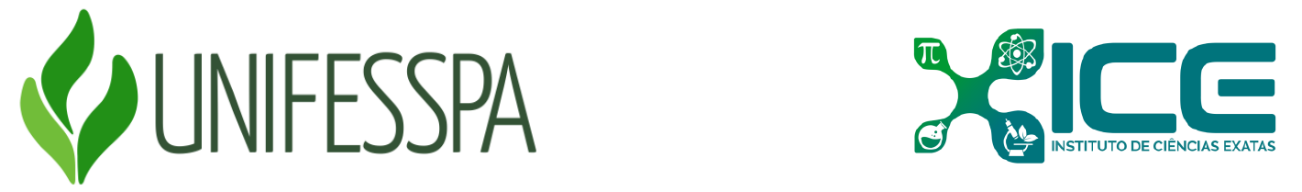 UNIFESSPA
π
ICE
INSTITUTO DE CIÊNCIAS EXATAS